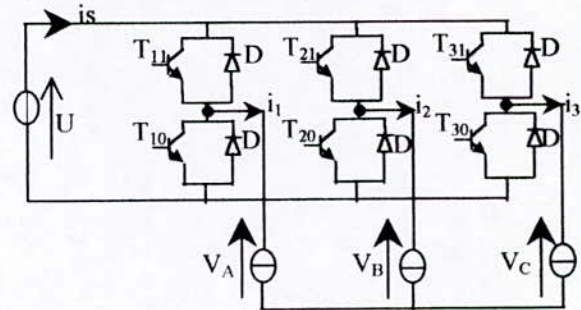 is
T11 D T21 D T31 D
i1 i2 i3
U
T10 D T20 D T30 D
VA VB VC